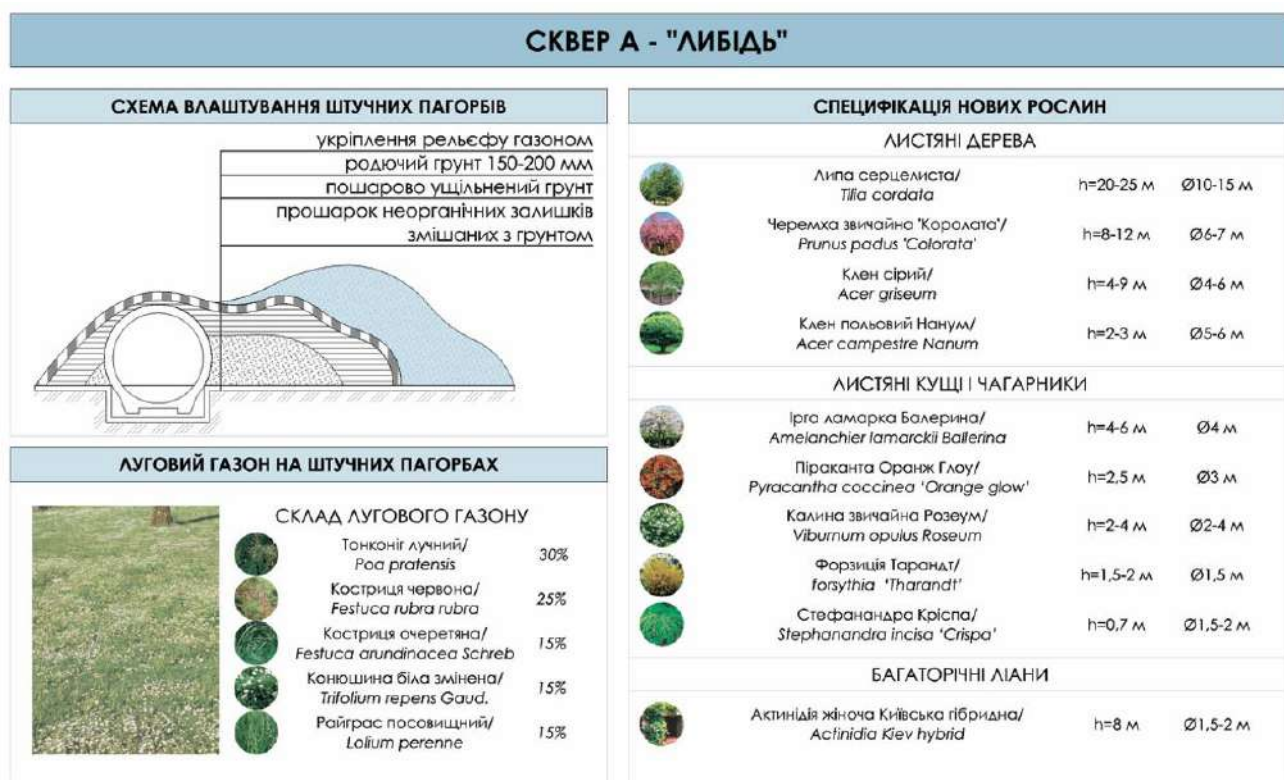 СКВЕР А - "ЛИБІДЬ"
СХЕМА ВЛАШТУВАННЯ ШТУЧНИХ ПАГОРБІВ
укріплення рельєфу газоном
родючий грунт 150-200 мм
пошарово ущільнений грунт
прошарок неорганічних залишків
змішаних з грунтом
ЛУГОВИЙ ГАЗОН НА ШТУЧНИХ ПАГОРБАХ
СКЛАД ЛУГОВОГО ГАЗОНУ
Тонконіг лучний/
Poa pratensis 30%
Костриця червона/
Festuca rubra rubra 25%
Костриця очеретяна/
Festuca arundinacea Schreb 15%
Конюшина біла змінена/
Trifolium repens Gaud. 15%
Райграс посовищний/
Lolium perenne 15%
СПЕЦИФІКАЦІЯ НОВИХ РОСЛИН
ЛИСТЯНІ ДЕРЕВА
Липа серцелиста/
Tilia cordata h=20-25 м Ø10-15 м
Черемха звичайна 'Королата'/
Prunus padus 'Colorata' h=8-12 м Ø6-7 м
Клен сірий/
Acer griseum h=4-9 м Ø4-6 м
Клен польовий Нанум/
Acer campestre Nanum h=2-3 м Ø5-6 м
ЛИСТЯНІ КУЩІ І ЧАГАРНИКИ
Ірга ламарка Балерина/
Amelanchier lamarckii Ballerina h=4-6 м Ø4 м
Піраканта Оранж Глоу/
Pyracantha coccinea 'Orange glow' h=2,5 м Ø3 м
Калина звичайна Розеум/
Viburnum opulus Roseum h=2-4 м Ø2-4 м
Форзиція Тарандт/
forsythia 'Tharandt' h=1,5-2 м Ø1,5 м
Стефанандра Кріспа/
Stephanandra incisa 'Crispa' h=0,7 м Ø1,5-2 м
БАГАТОРІЧНІ ЛІАНИ
Актинідія жіноча Київська гібридна/
Actinidia Kiev hybrid h=8 м Ø1,5-2 м